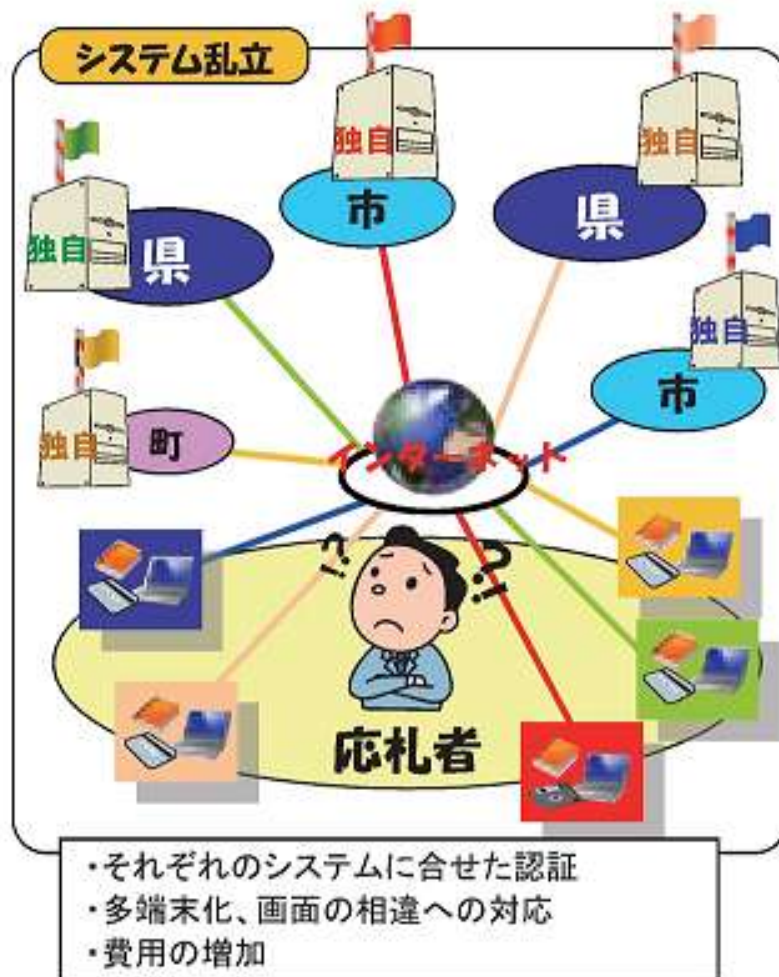 システム乱立
独自
市
独自
県
独自
県
独自
市
独自
町
インターネット
!?
?!
応札者
・それぞれのシステムに合せた認証
・多端末化、画面の相違への対応
・費用の増加